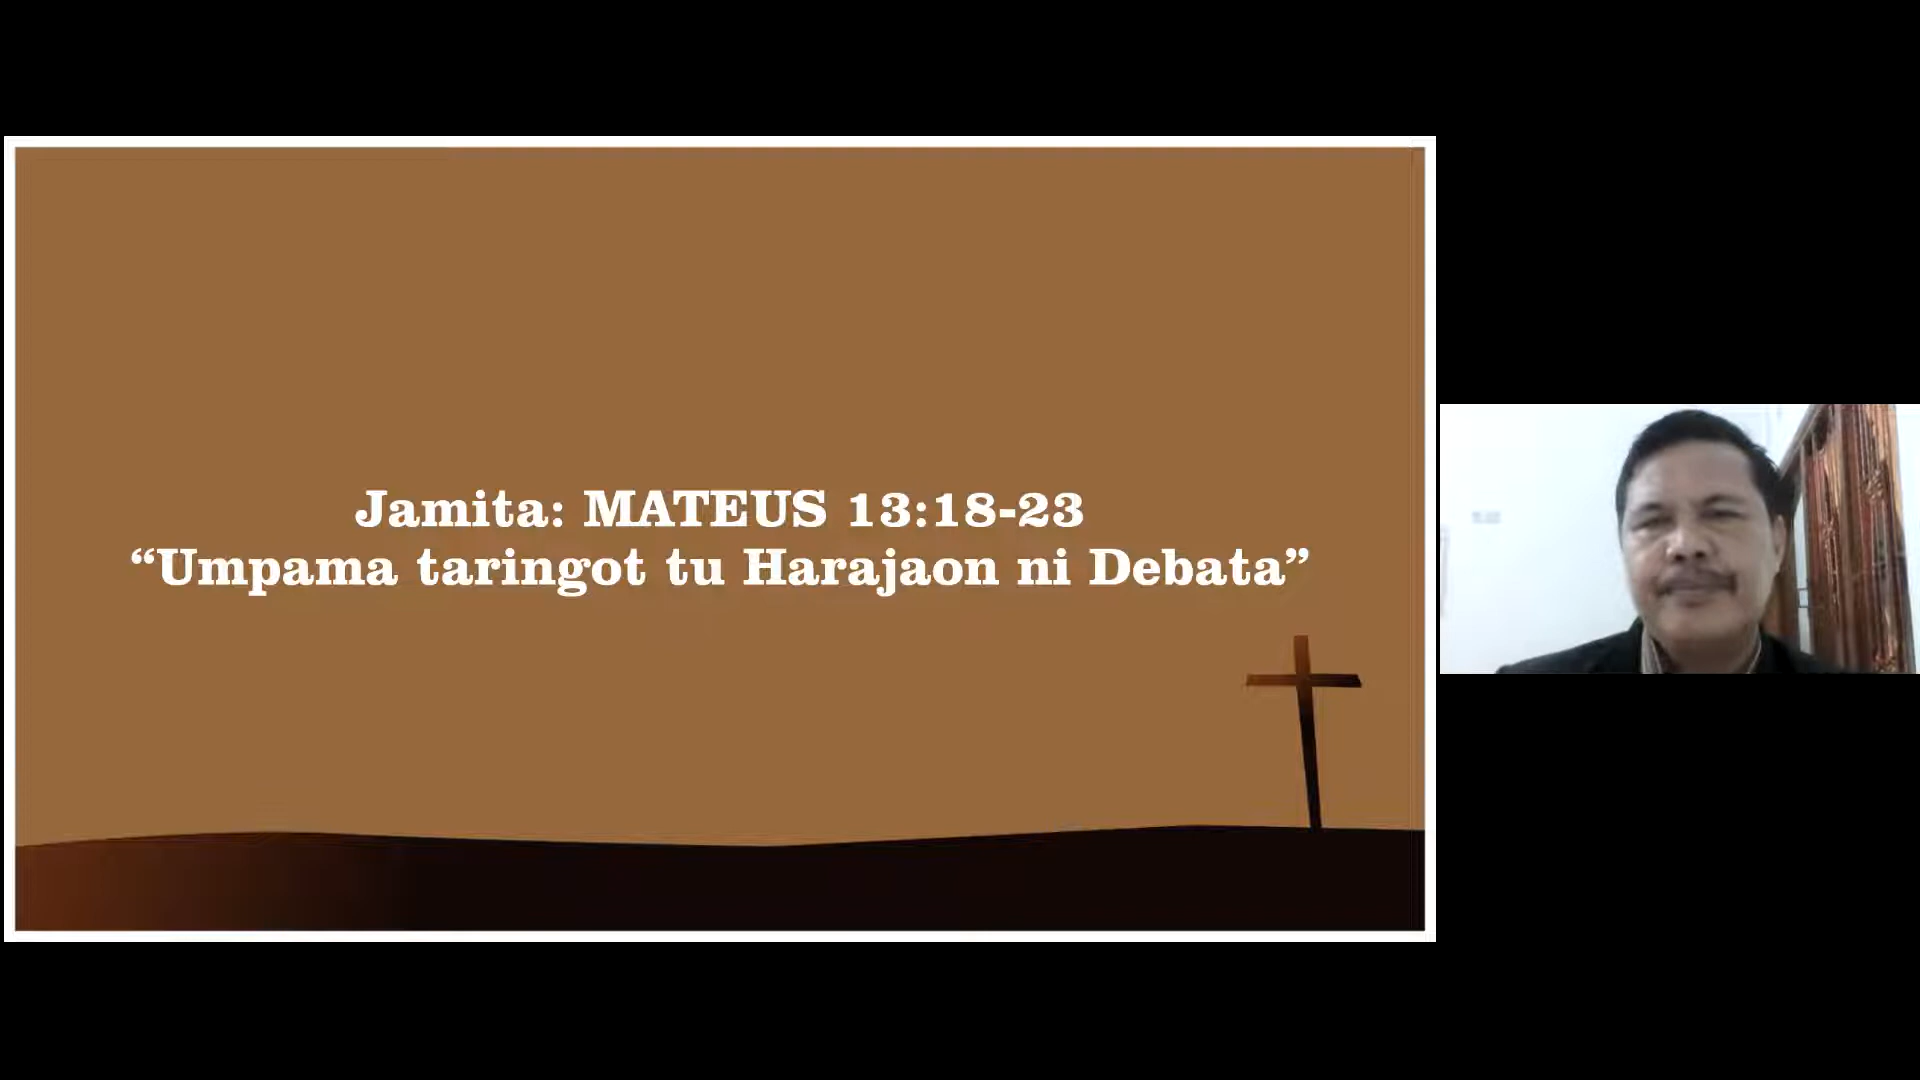 Jamita: MATEUS 13:18-23
“Umpama taringot tu Harajaon ni Debata”